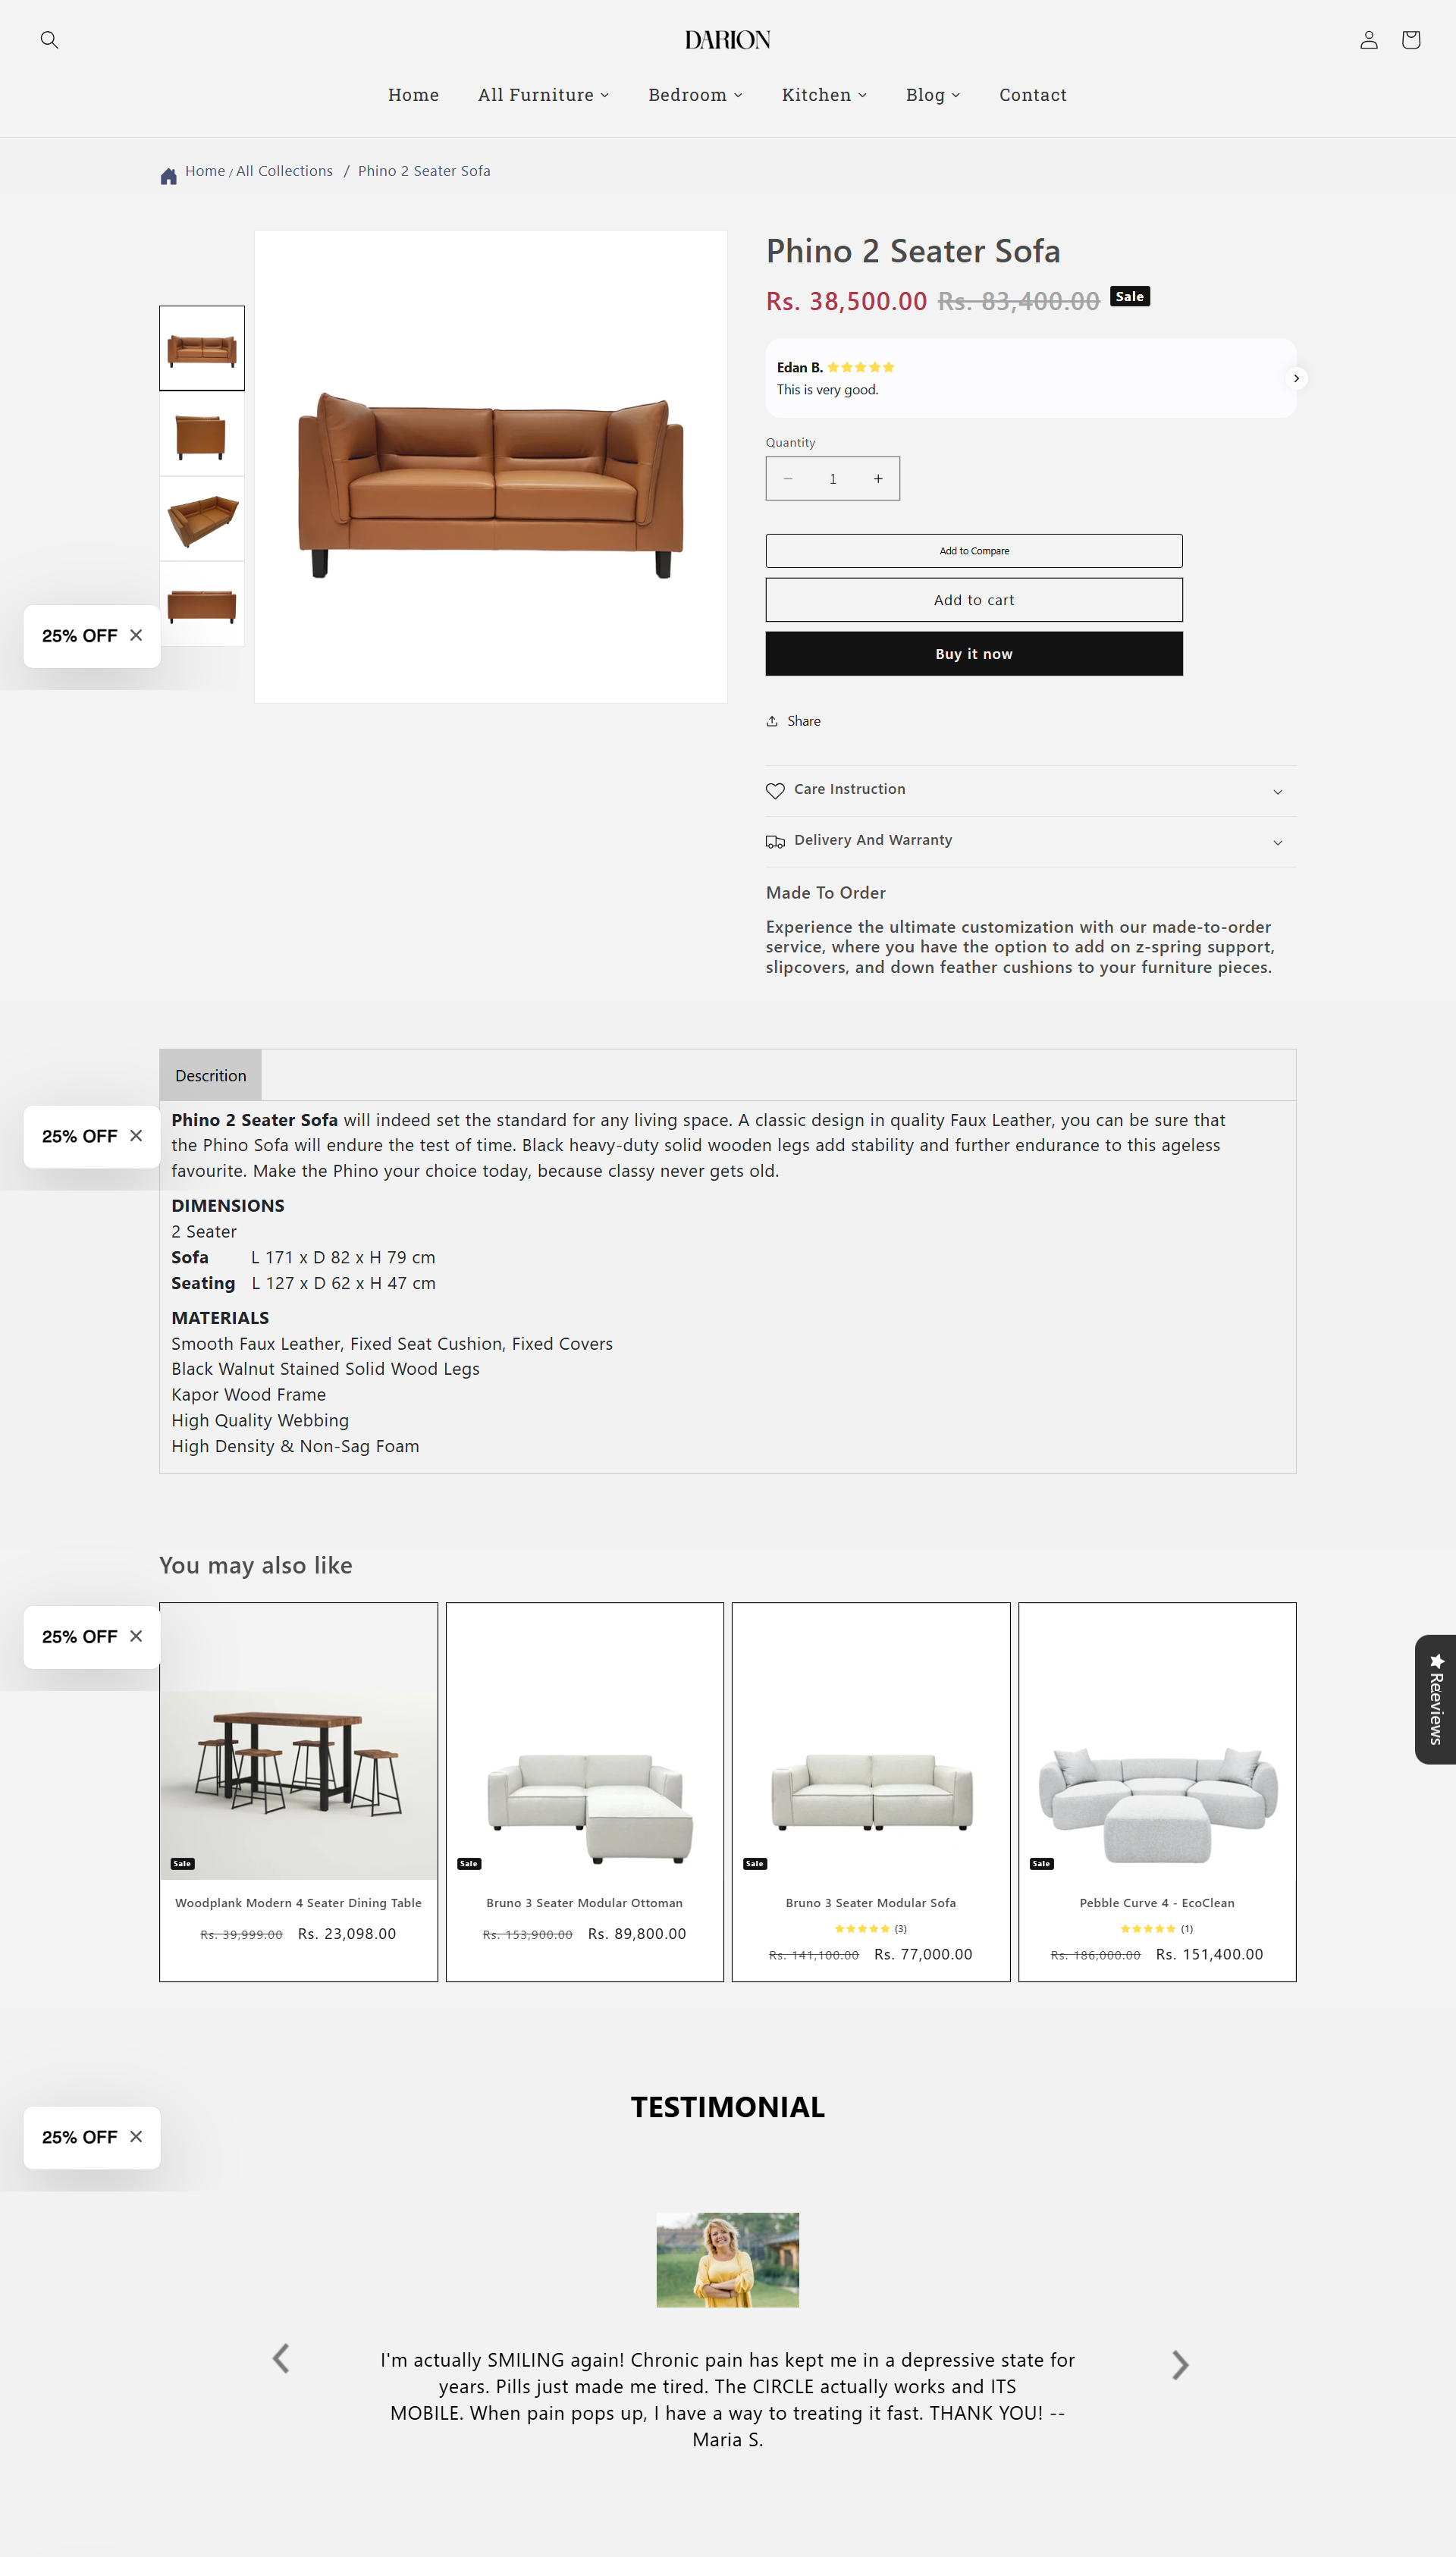 DARION
Home All Furniture Bedroom Kitchen Blog Contact
Home / All Collections / Phino 2 Seater Sofa
Phino 2 Seater Sofa
Rs. 38,500.00 Rs. 83,400.00 Sale
Edan B.
This is very good.
Quantity
1
Add to Compare
Add to cart
Buy it now
Share
Care Instruction
Delivery And Warranty
Made To Order
Experience the ultimate customization with our made-to-order
service, where you have the option to add on z-spring support,
slipcovers, and down feather cushions to your furniture pieces.
25% OFF
Descrition
Phino 2 Seater Sofa will indeed set the standard for any living space. A classic design in quality Faux Leather, you can be sure that
the Phino Sofa will endure the test of time. Black heavy-duty solid wooden legs add stability and further endurance to this ageless
favourite. Make the Phino your choice today, because classy never gets old.
25% OFF
DIMENSIONS
2 Seater
Sofa L 171 x D 82 x H 79 cm
Seating L 127 x D 62 x H 47 cm
MATERIALS
Smooth Faux Leather, Fixed Seat Cushion, Fixed Covers
Black Walnut Stained Solid Wood Legs
Kapor Wood Frame
High Quality Webbing
High Density & Non-Sag Foam
You may also like
25% OFF
Reeviews
Sale
Woodplank Modern 4 Seater Dining Table
Rs. 39,999.00 Rs. 23,098.00
Sale
Bruno 3 Seater Modular Ottoman
Rs. 153,900.00 Rs. 89,800.00
Sale
Bruno 3 Seater Modular Sofa
(3)
Rs. 141,100.00 Rs. 77,000.00
Sale
Pebble Curve 4 - EcoClean
(1)
Rs. 186,000.00 Rs. 151,400.00
TESTIMONIAL
25% OFF
I'm actually SMILING again! Chronic pain has kept me in a depressive state for
years. Pills just made me tired. The CIRCLE actually works and ITS
MOBILE. When pain pops up, I have a way to treating it fast. THANK YOU! --
Maria S.